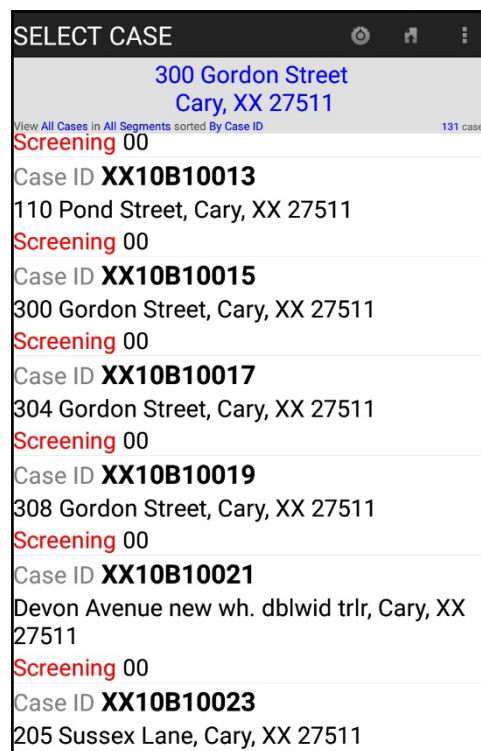 SELECT CASE
300 Gordon Street
Cary, XX 27511
View All Cases in All Segments sorted By Case ID 131 case
Screening 00
Case ID XX10B10013
110 Pond Street, Cary, XX 27511
Screening 00
Case ID XX10B10015
300 Gordon Street, Cary, XX 27511
Screening 00
Case ID XX10B10017
304 Gordon Street, Cary, XX 27511
Screening 00
Case ID XX10B10019
308 Gordon Street, Cary, XX 27511
Screening 00
Case ID XX10B10021
Devon Avenue new wh. dblwid trlr, Cary, XX
27511
Screening 00
Case ID XX10B10023
205 Sussex Lane, Cary, XX 27511